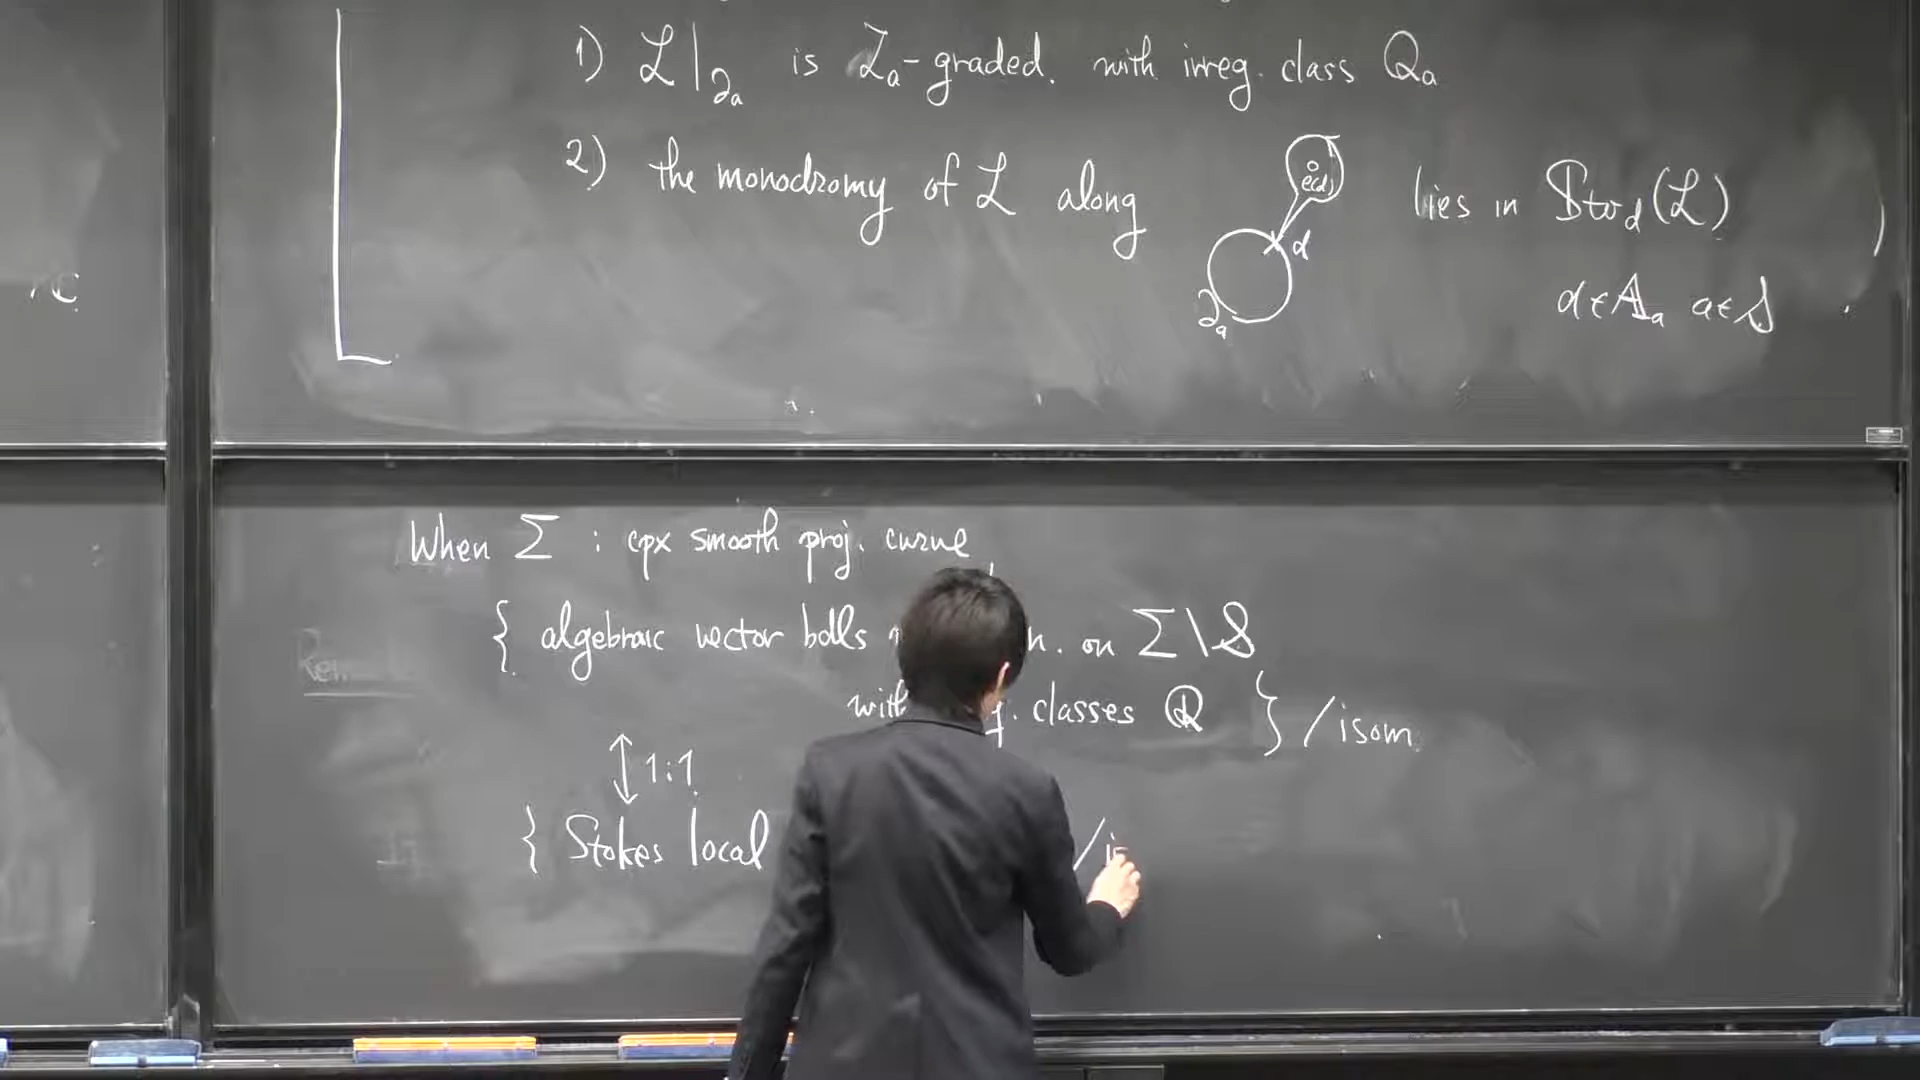 1) ℒ|∂a is ℐa-graded. with irreg. class Qa
2) the monodromy of ℒ along lies in 𝕊tod(ℒ) )
e(d)
d
∂a
d ∈ 𝔸a a ∈ 𝒮
When Σ : cpx smooth proj. curve
{ algebraic vector bdls n. on Σ \ 𝒮
with classes ℚ } / isom.
↕ 1:1
{ Stokes local / i